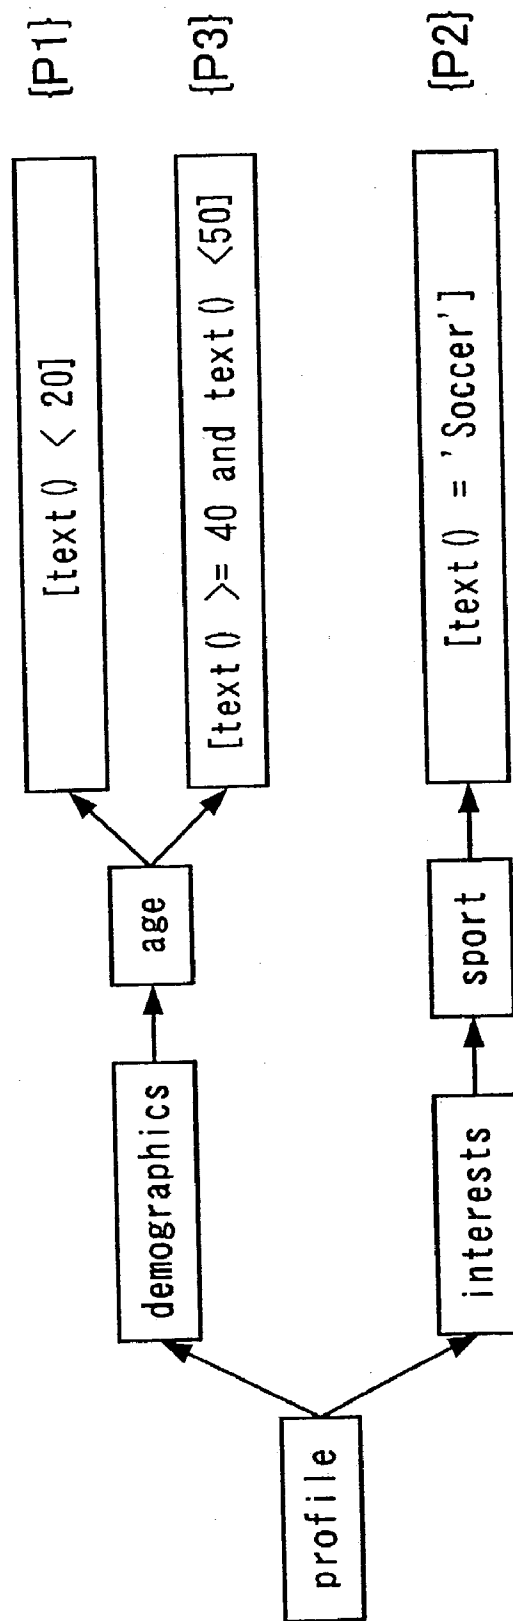 profile
demographics
age
[text() < 20]
{P1}
[text() >= 40 and text() <50]
{P3}
interests
sport
[text() = 'Soccer']
{P2}